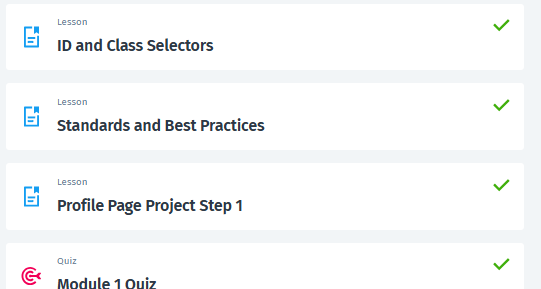 Lesson
ID and Class Selectors
Lesson
Standards and Best Practices
Lesson
Profile Page Project Step 1
Quiz
Module 1 Quiz